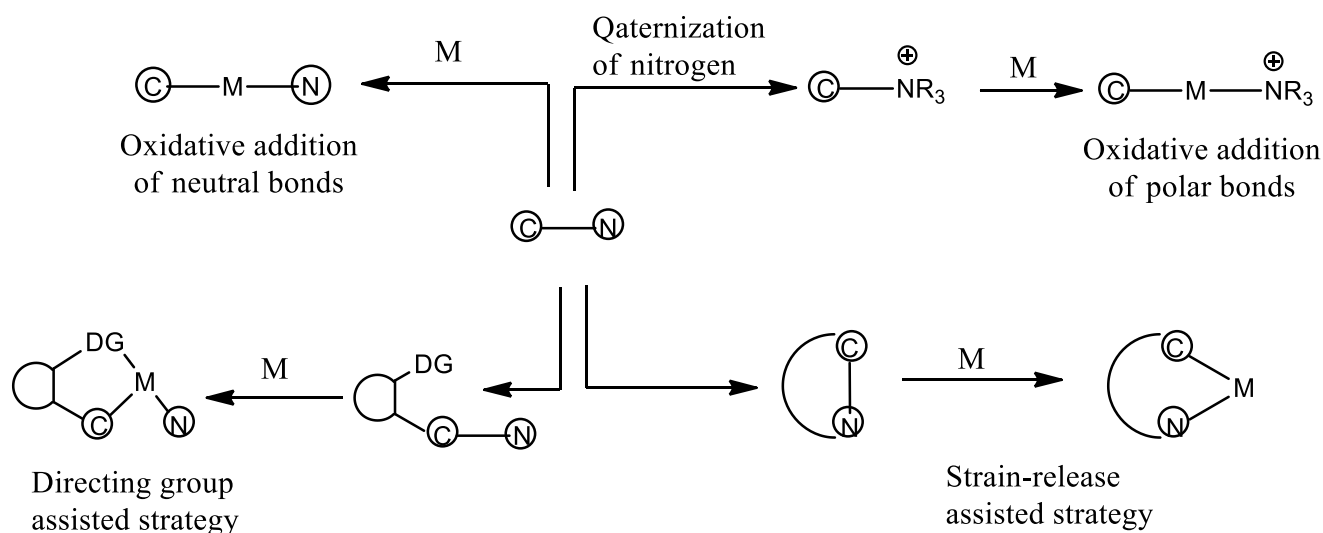 Qaternization
of nitrogen
M
C M N
⊕
C NR3
M
⊕
C M NR3
Oxidative addition
of neutral bonds
Oxidative addition
of polar bonds
C N
DG
M
C N
M
DG
C N
C
N
M
C
M
N
Directing group
assisted strategy
Strain-release
assisted strategy